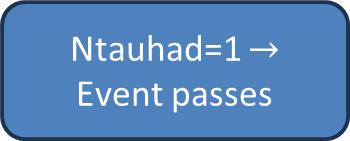 Ntauhad=1 →
Event passes